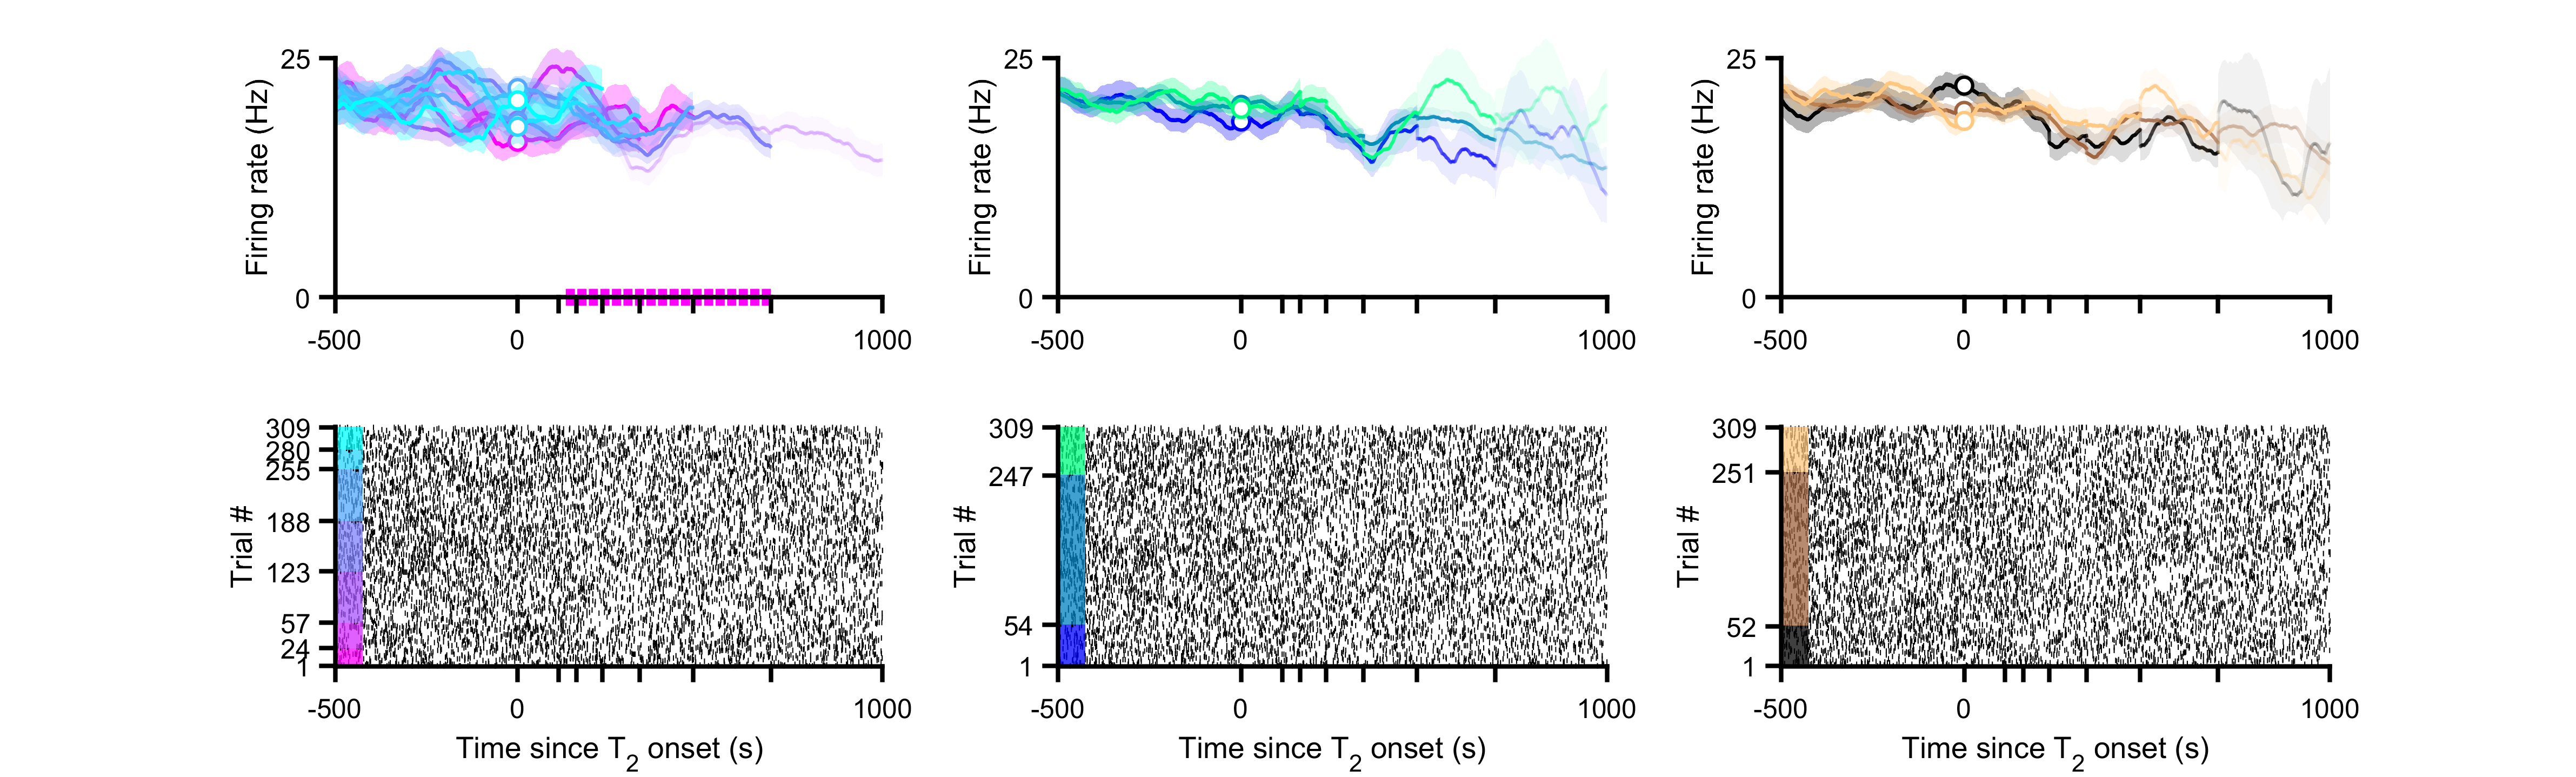 25
Firing rate (Hz)
0
-500 0 1000
25
Firing rate (Hz)
0
-500 0 1000
25
Firing rate (Hz)
0
-500 0 1000
309
280
255
188
123
57
24
1
Trial #
-500 0 1000
Time since T2 onset (s)
309
247
54
1
Trial #
-500 0 1000
Time since T2 onset (s)
309
251
52
1
Trial #
-500 0 1000
Time since T2 onset (s)